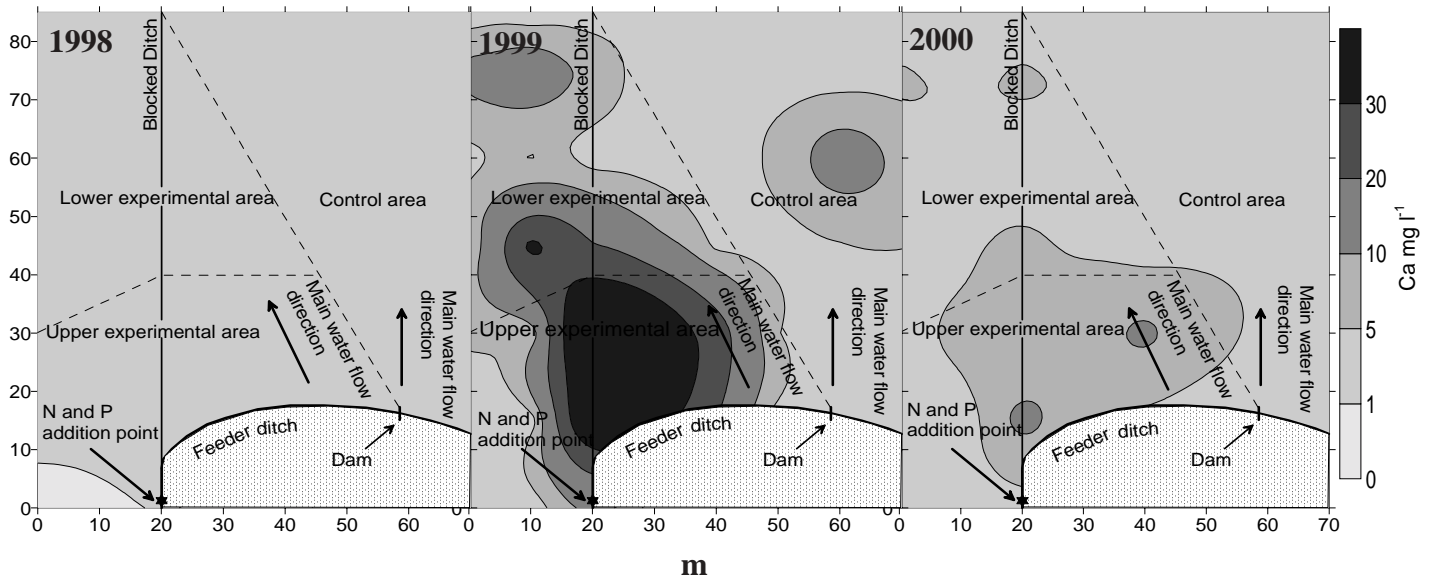 1998
80
70
60
50
40
30
20
10
0
Blocked Ditch
Lower experimental area
Control area
Main water flow
direction
Main water flow
direction
Upper experimental area
N and P
addition point
Feeder ditch
Dam
0 10 20 30 40 50 60
1999
Blocked Ditch
Lower experimental area
Control area
Main water flow
direction
Main water flow
direction
Upper experimental area
N and P
addition point
Feeder ditch
Dam
0 10 20 30 40 50 60
2000
Blocked Ditch
Lower experimental area
Control area
Main water flow
direction
Main water flow
direction
Upper experimental area
N and P
addition point
Feeder ditch
Dam
0 10 20 30 40 50 60 70
m
30
20
10
5
1
0
Ca mg l-1